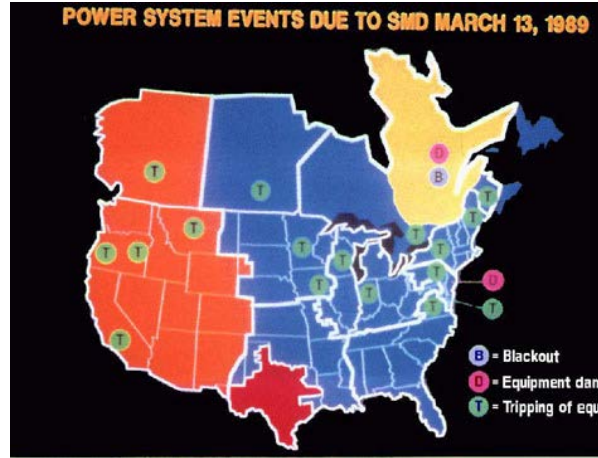 POWER SYSTEM EVENTS DUE TO SMD MARCH 13, 1989
D
B
T
T
T
T
T
T
T
T
T
T
T
T
T
T
D
T
T
T
T
B = Blackout
D = Equipment dam
T = Tripping of equ